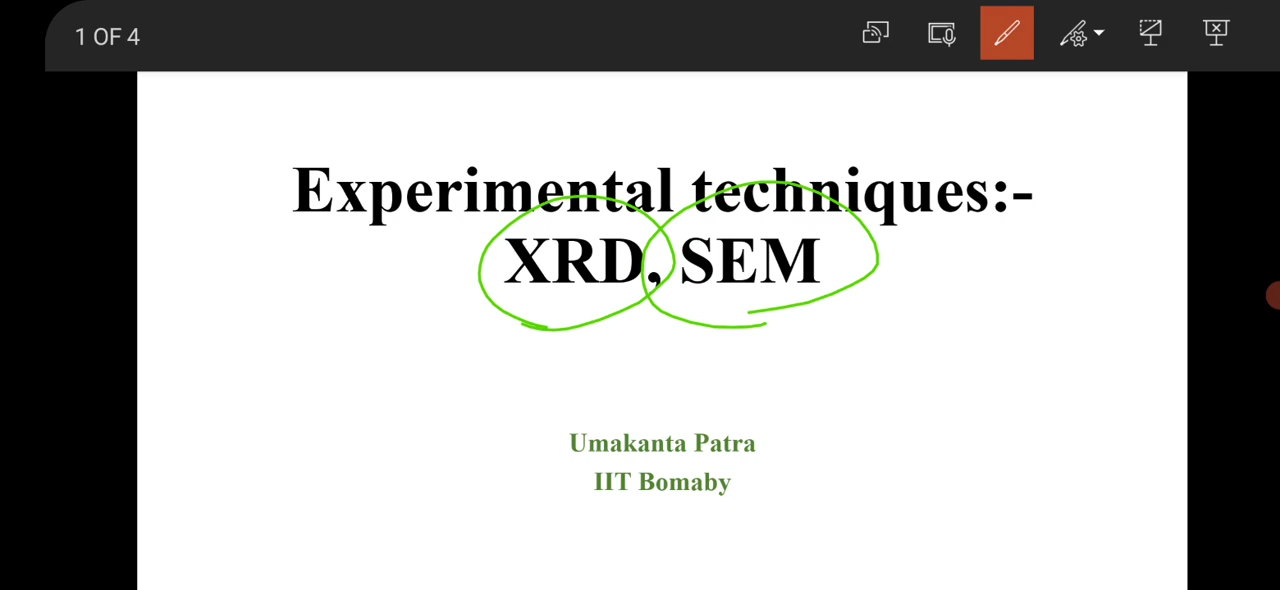 1 OF 4
Experimental techniques:-
XRD, SEM
Umakanta Patra
IIT Bomaby